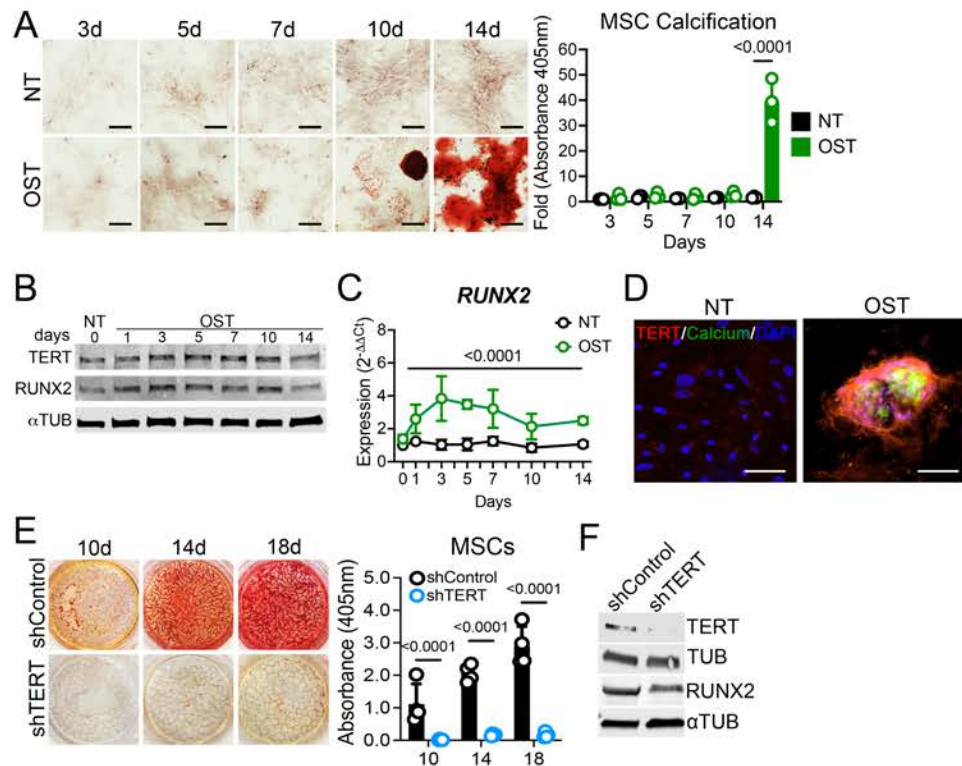 A
3d 5d 7d 10d 14d
NT
OST
MSC Calcification
<0.0001
Fold (Absorbance 405nm)
60
50
40
30
20
10
0
3 5 7 10 14
Days
NT
OST
B
NT OST
days 0 1 3 5 7 10 14
TERT
RUNX2
αTUB
C
RUNX2
NT
OST
<0.0001
Expression (2-ΔΔCt)
8
6
4
2
0
0 1 3 5 7 10 14
Days
D
NT OST
TERT/Calcium/DAPI
E
10d 14d 18d
shControl
shTERT
MSCs
shControl
shTERT
<0.0001
<0.0001
<0.0001
Absorbance (405nm)
5.0
4.0
3.0
2.0
1.0
0.0
10 14 18
F
shControl
shTERT
TERT
TUB
RUNX2
αTUB